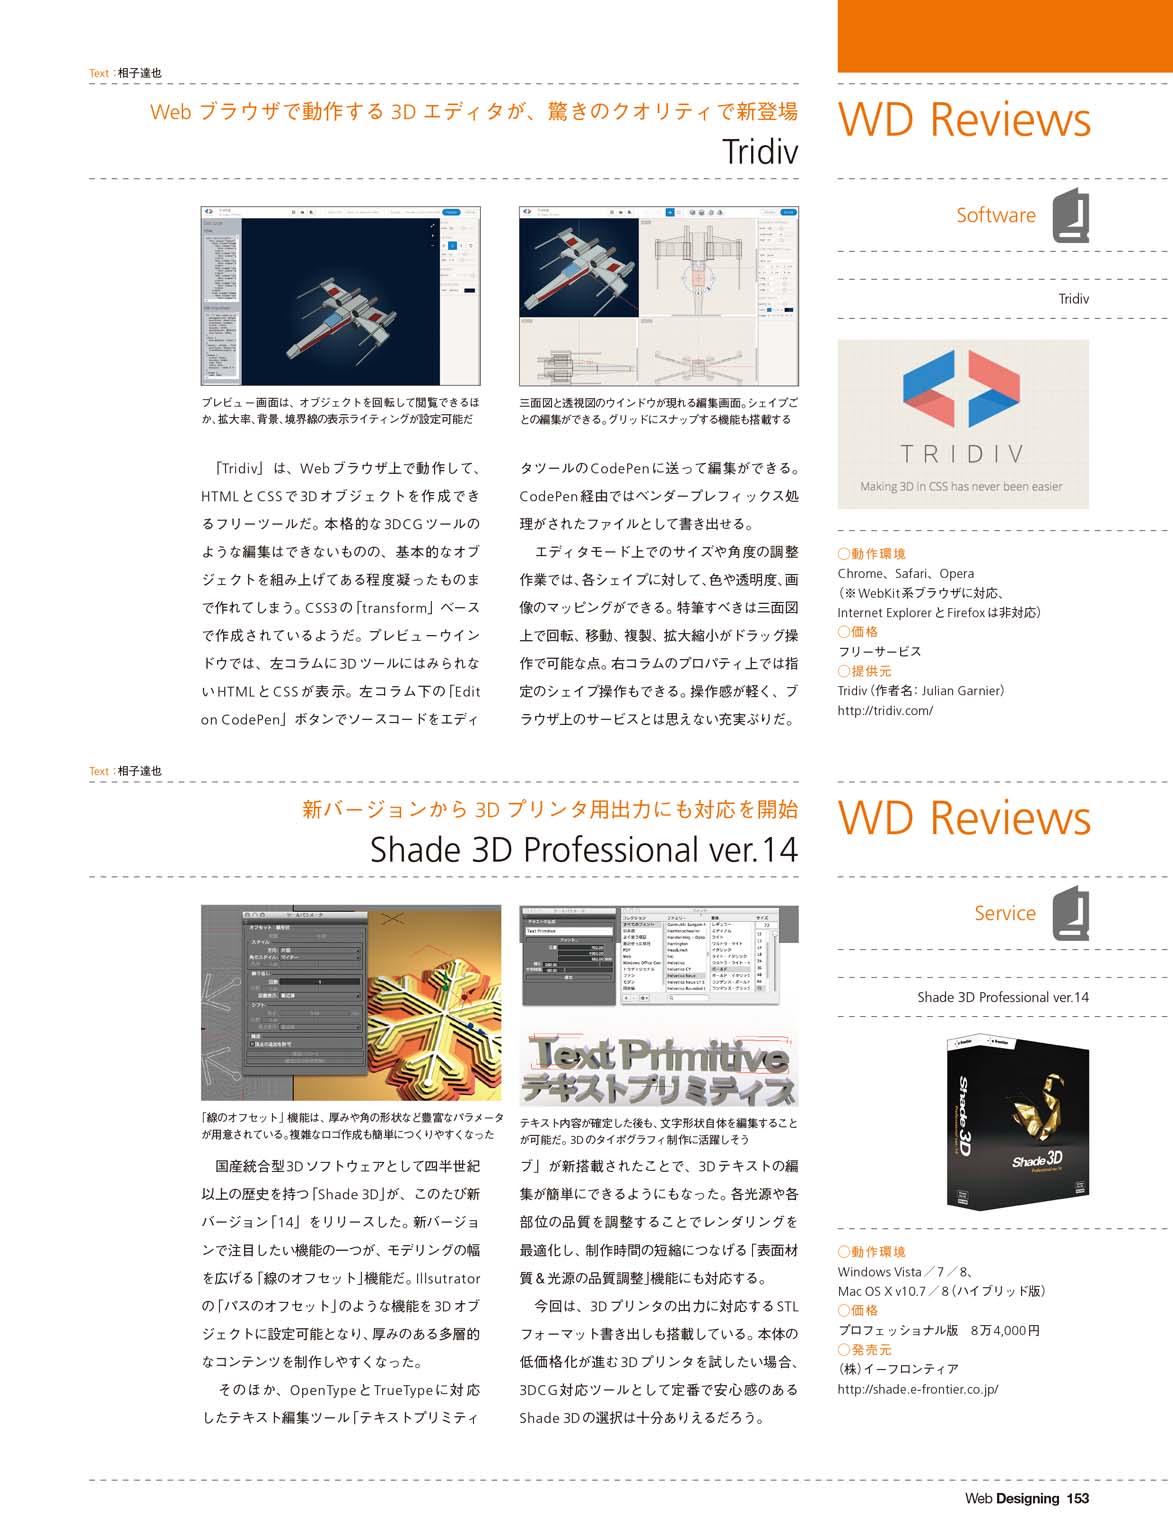 Text：相子達也
Web ブラウザで動作する 3D エディタが、驚きのクオリティで新登場
Tridiv
WD Reviews
Software
Tridiv
プレビュー画面は、オブジェクトを回転して閲覧できるほ
か、拡大率、背景、境界線の表示ライティングが設定可能だ
三面図と透視図のウインドウが現れる編集画面。シェイプご
との編集ができる。グリッドにスナップする機能も搭載する
「Tridiv」は、Webブラウザ上で動作して、
HTMLとCSSで3Dオブジェクトを作成でき
るフリーツールだ。本格的な3DCGツールの
ような編集はできないものの、基本的なオブ
ジェクトを組み上げてある程度凝ったものま
で作れてしまう。CSS3の「transform」ベース
で作成されているようだ。プレビューウイン
ドウでは、左コラムに3Dツールにはみられな
いHTMLとCSSが表示。左コラム下の「Edit
on CodePen」ボタンでソースコードをエディ
タツールのCodePenに送って編集ができる。
CodePen経由ではベンダープレフィックス処
理がされたファイルとして書き出せる。
エディタモード上でのサイズや角度の調整
作業では、各シェイプに対して、色や透明度、画
像のマッピングができる。特筆すべきは三面図
上で回転、移動、複製、拡大縮小がドラッグ操
作で可能な点。右コラムのプロパティ上では指
定のシェイプ操作もできる。操作感が軽く、ブ
ラウザ上のサービスとは思えない充実ぶりだ。
TRIDIV
Making 3D in CSS has never been easier
○動作環境
Chrome、Safari、Opera
（※WebKit系ブラウザに対応、
Internet ExplorerとFirefoxは非対応）
○価格
フリーサービス
○提供元
Tridiv（作者名：Julian Garnier）
http://tridiv.com/
Text：相子達也
新バージョンから 3D プリンタ用出力にも対応を開始
Shade 3D Professional ver.14
WD Reviews
Service
Shade 3D Professional ver.14
Text Primitive
テキストプリミティブ
「線のオフセット」機能は、厚みや角の形状など豊富なパラメータ
が用意されている。複雑なロゴ作成も簡単につくりやすくなった
テキスト内容が確定した後も、文字形状自体を編集すること
が可能だ。3Dのタイポグラフィ制作に活躍しそう
国産統合型3Dソフトウェアとして四半世紀
以上の歴史を持つ「Shade 3D」が、このたび新
バージョン「14」をリリースした。新バージョ
ンで注目したい機能の一つが、モデリングの幅
を広げる「線のオフセット」機能だ。Illsutrator
の「パスのオフセット」のような機能を3Dオブ
ジェクトに設定可能となり、厚みのある多層的
なコンテンツを制作しやすくなった。
そのほか、OpenTypeとTrueTypeに対応
したテキスト編集ツール「テキストプリミティ
ブ」が新搭載されたことで、3Dテキストの編
集が簡単にできるようにもなった。各光源や各
部位の品質を調整することでレンダリングを
最適化し、制作時間の短縮につなげる「表面材
質＆光源の品質調整」機能にも対応する。
今回は、3Dプリンタの出力に対応するSTL
フォーマット書き出しも搭載している。本体の
低価格化が進む3Dプリンタを試したい場合、
3DCG対応ツールとして定番で安心感のある
Shade 3Dの選択は十分ありえるだろう。
Shade 3D
Shade 3D
Professional ver.14
○動作環境
Windows Vista／7／8、
Mac OS X v10.7／8（ハイブリッド版）
○価格
プロフェッショナル版　8万4,000円
○発売元
（株）イーフロンティア
http://shade.e-frontier.co.jp/
Web Designing 153